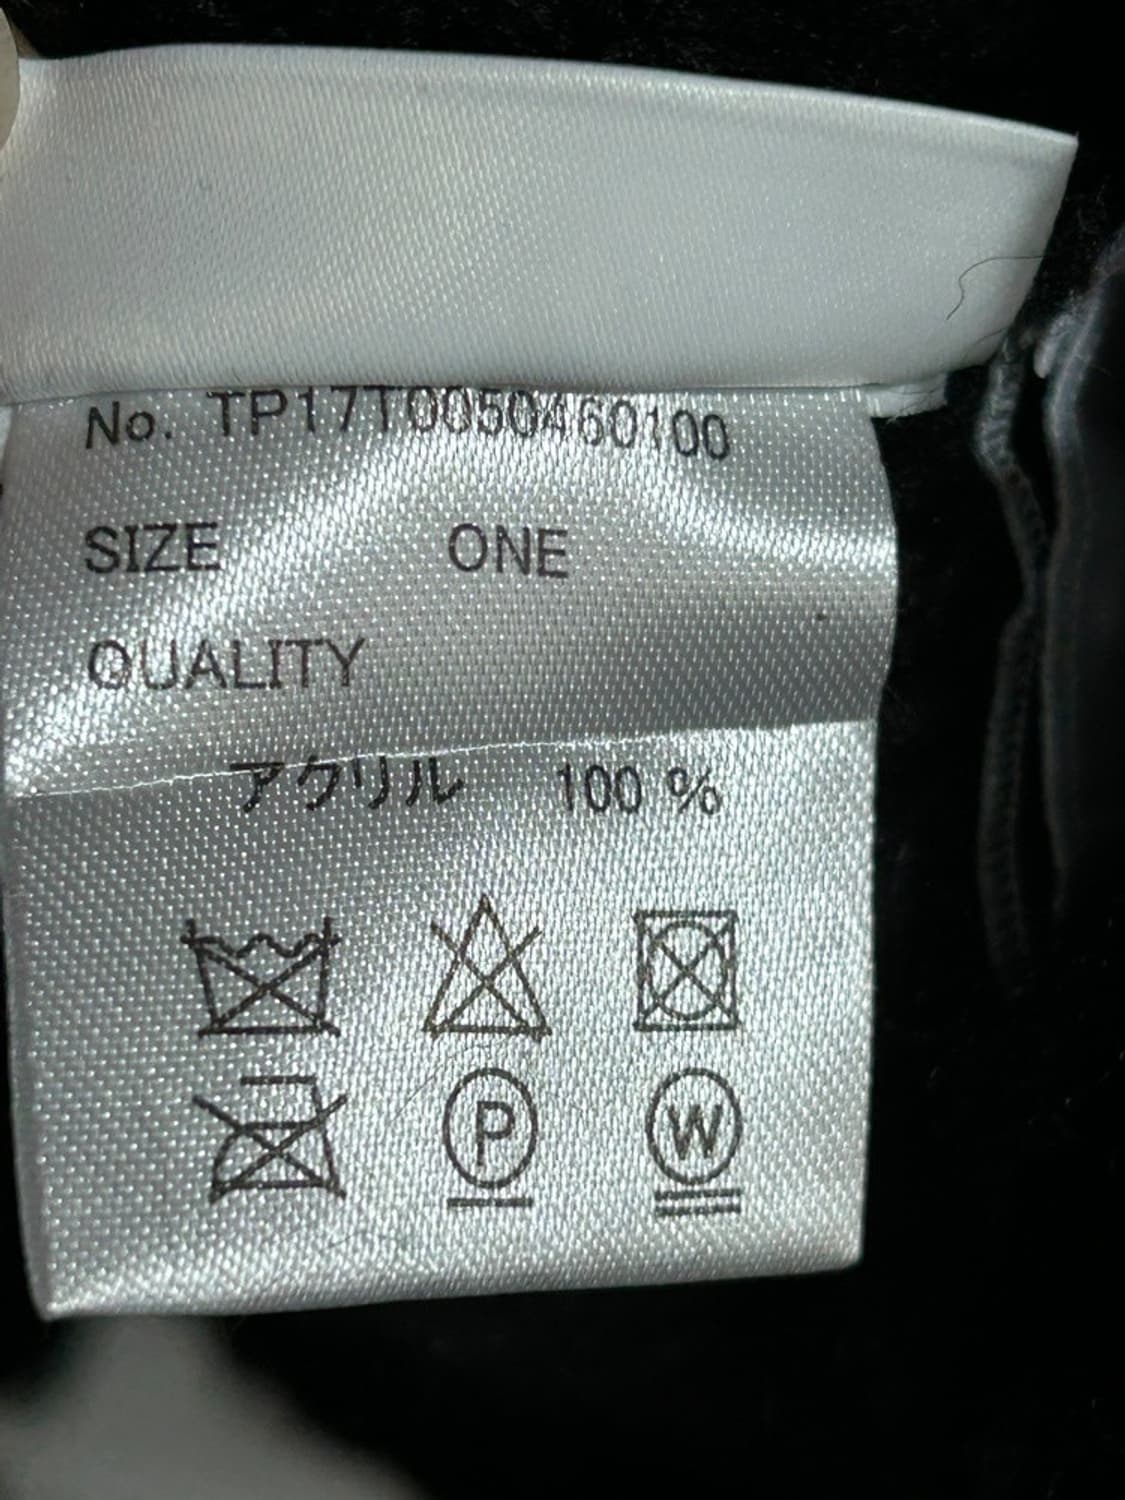 No. TP17T0050460100
SIZE ONE
QUALITY
アクリル 100 %
P W